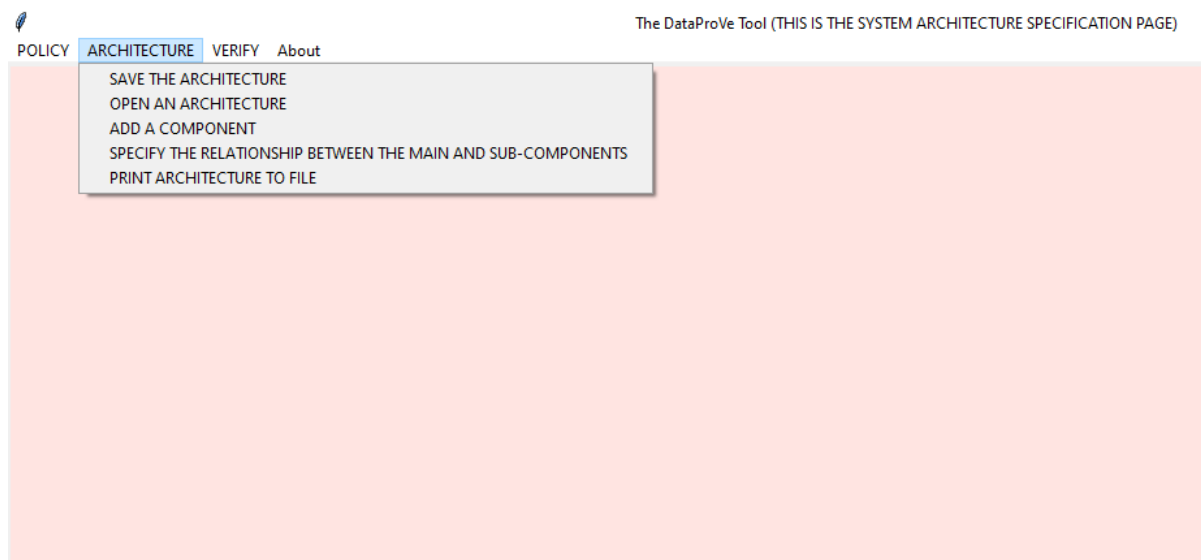 The DataProVe Tool (THIS IS THE SYSTEM ARCHITECTURE SPECIFICATION PAGE)
POLICY ARCHITECTURE VERIFY About
SAVE THE ARCHITECTURE
OPEN AN ARCHITECTURE
ADD A COMPONENT
SPECIFY THE RELATIONSHIP BETWEEN THE MAIN AND SUB-COMPONENTS
PRINT ARCHITECTURE TO FILE